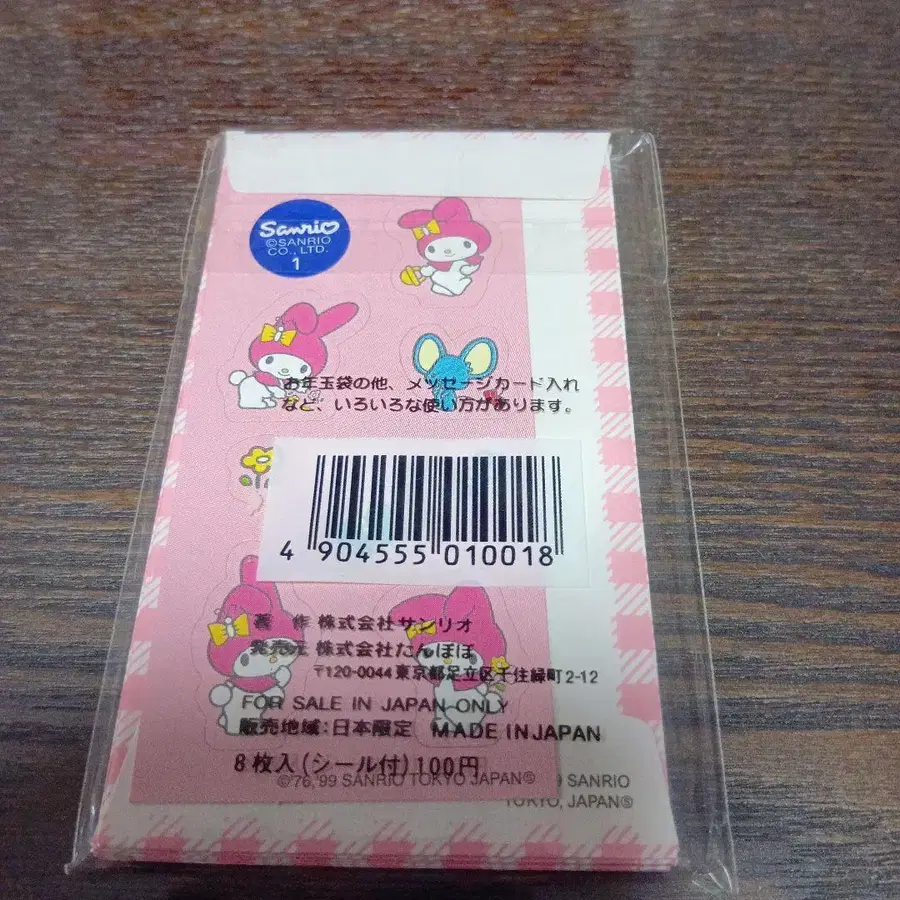 Sanrio
©SANRIO
CO., LTD.
1
お年玉袋の他、メッセージカード入れ
など、いろいろな使い方があります。
4 904555 010018
著 作 株式会社サンリオ
発売元 株式会社たんぽぽ
〒120-0044 東京都足立区千住緑町2-12
FOR SALE IN JAPAN ONLY
販売地域:日本限定 MADE IN JAPAN
8枚入(シール付)100円
©'76,'99 SANRIO TOKYO JAPANⓈ
9 SANRIO
TOKYO, JAPANⓈ